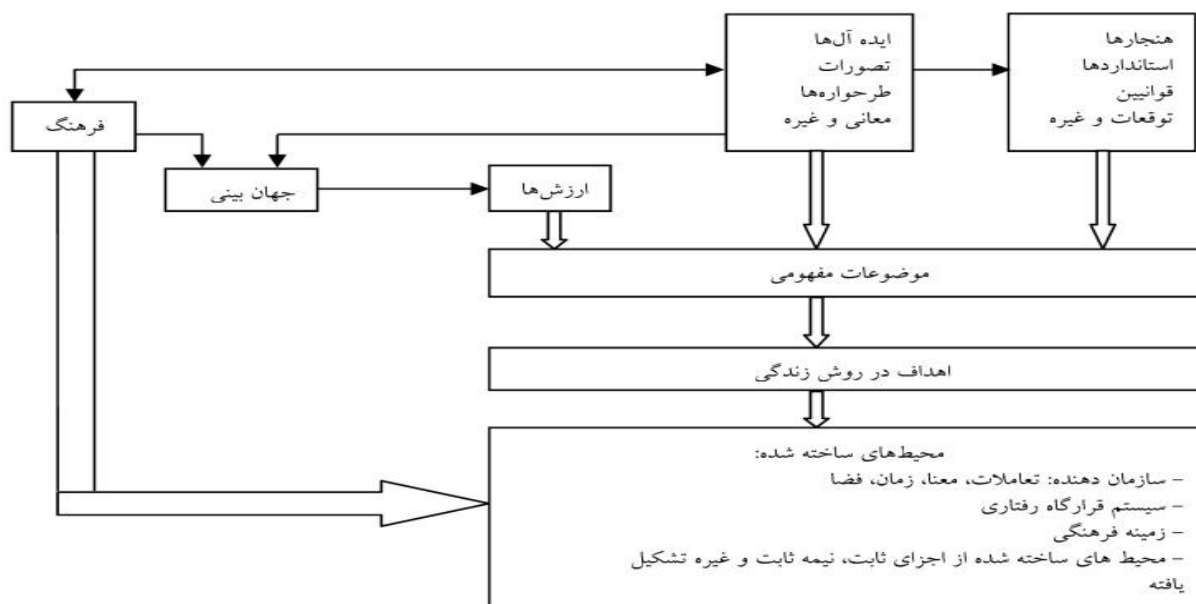 هنجارها
استانداردها
قوانیین
توقعات و غیره
ایده آل‌ها
تصورات
طرحواره‌ها
معانی و غیره
فرهنگ
جهان بینی
ارزش‌ها
موضوعات مفهومی
اهداف در روش زندگی
محیط‌های ساخته شده:
– سازمان دهنده: تعاملات، معنا، زمان، فضا
– سیستم قرارگاه رفتاری
– زمینه فرهنگی
– محیط های ساخته شده از اجزای ثابت، نیمه ثابت و غیره تشکیل
یافته